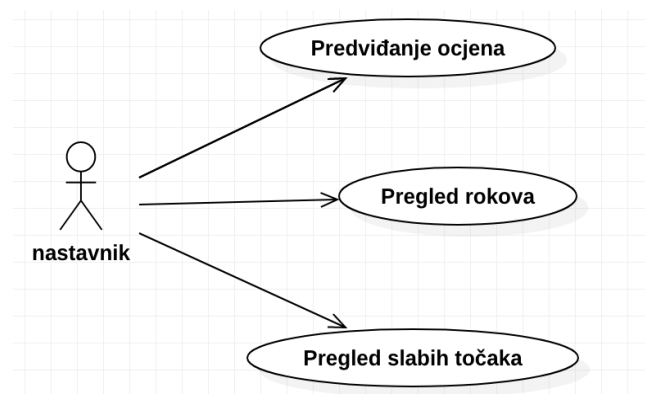 Predviđanje ocjena
Pregled rokova
nastavnik
Pregled slabih točaka